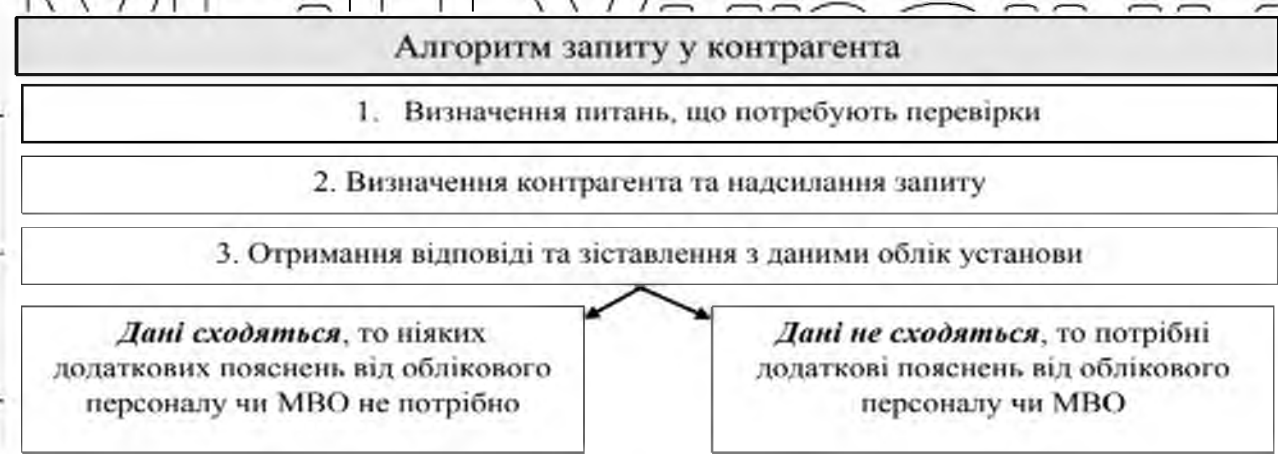 Алгоритм запиту у контрагента
1. Визначення питань, що потребують перевірки
2. Визначення контрагента та надсилання запиту
3. Отримання відповіді та зіставлення з даними облік установи
Дані сходяться, то ніяких
додаткових пояснень від облікового
персоналу чи МВО не потрібно
Дані не сходяться, то потрібні
додаткові пояснень від облікового
персоналу чи МВО